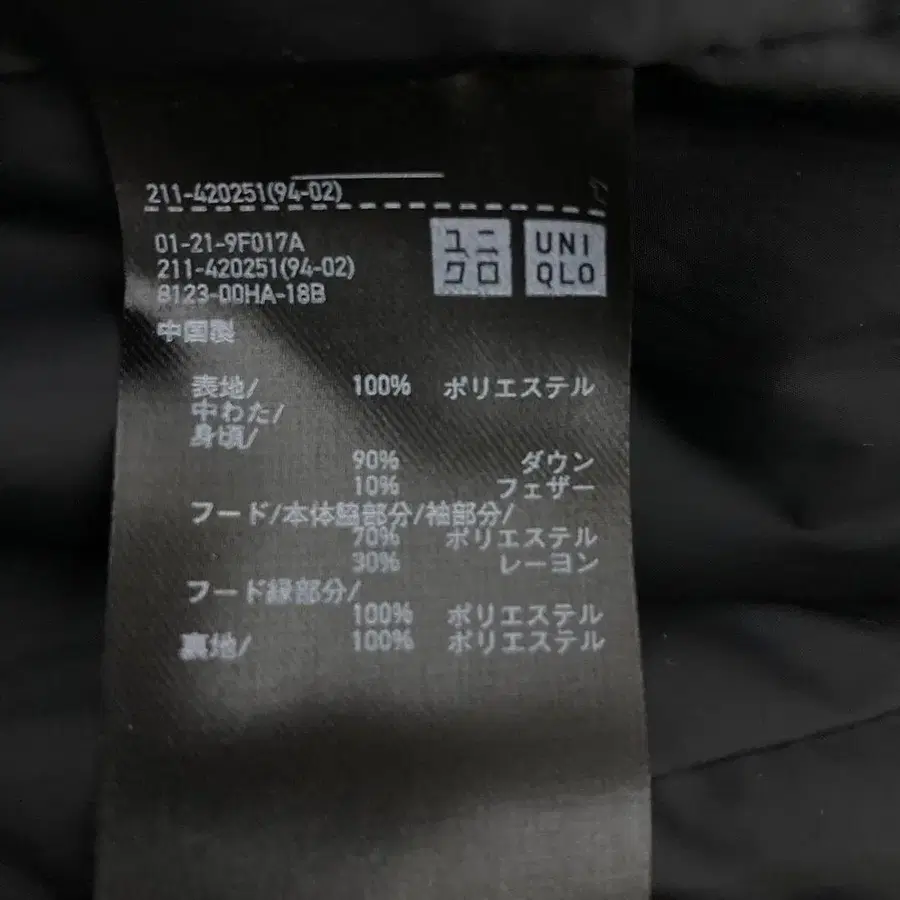 211-420251(94-02)
01-21-9F017A
211-420251(94-02)
8123-00HA-18B
ユニ
クロ
UNI
QLO
中国製
表地/ 100% ポリエステル
中わた/
身頃/
90% ダウン
10% フェザー
フード/本体脇部分/袖部分/
70% ポリエステル
30% レーヨン
フード縁部分/
100% ポリエステル
裏地/ 100% ポリエステル